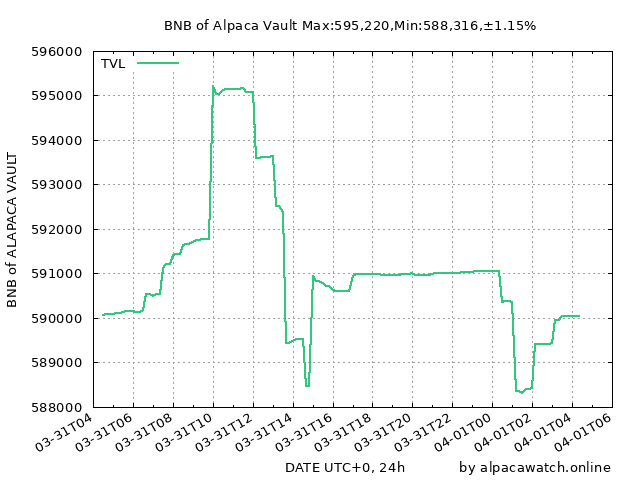 BNB of Alpaca Vault Max:595,220,Min:588,316,±1.15%
596000
595000
594000
593000
592000
591000
590000
589000
588000
BNB of ALAPACA VAULT
TVL
03-31T04
03-31T06
03-31T08
03-31T10
03-31T12
03-31T14
03-31T16
03-31T18
03-31T20
03-31T22
04-01T00
04-01T02
04-01T04
04-01T06
DATE UTC+0, 24h
by alpacawatch.online